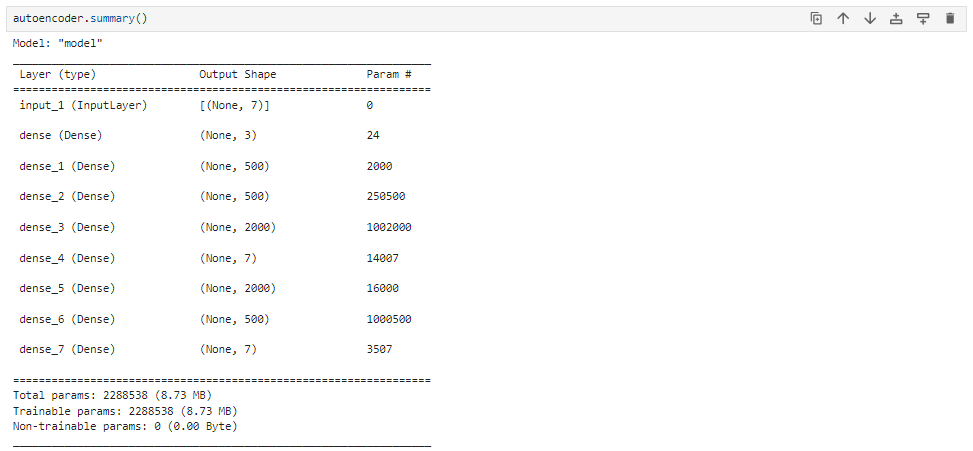 autoencoder.summary()
Model: "model"
_________________________________________________________________
Layer (type) Output Shape Param #
=================================================================
input_1 (InputLayer) [(None, 7)] 0
dense (Dense) (None, 3) 24
dense_1 (Dense) (None, 500) 2000
dense_2 (Dense) (None, 500) 250500
dense_3 (Dense) (None, 2000) 1002000
dense_4 (Dense) (None, 7) 14007
dense_5 (Dense) (None, 2000) 16000
dense_6 (Dense) (None, 500) 1000500
dense_7 (Dense) (None, 7) 3507
=================================================================
Total params: 2288538 (8.73 MB)
Trainable params: 2288538 (8.73 MB)
Non-trainable params: 0 (0.00 Byte)
_________________________________________________________________